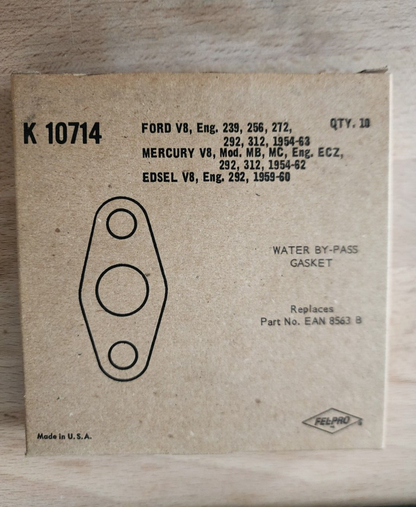 K 10714
FORD V8, Eng. 239, 256, 272,
292, 312, 1954-63
QTY. 10
MERCURY V8, Mod. MB, MC, Eng. ECZ,
292, 312, 1954-62
EDSEL V8, Eng. 292, 1959-60
WATER BY-PASS
GASKET
Replaces
Part No. EAN 8563 B
FELPRO
Made in U.S.A.